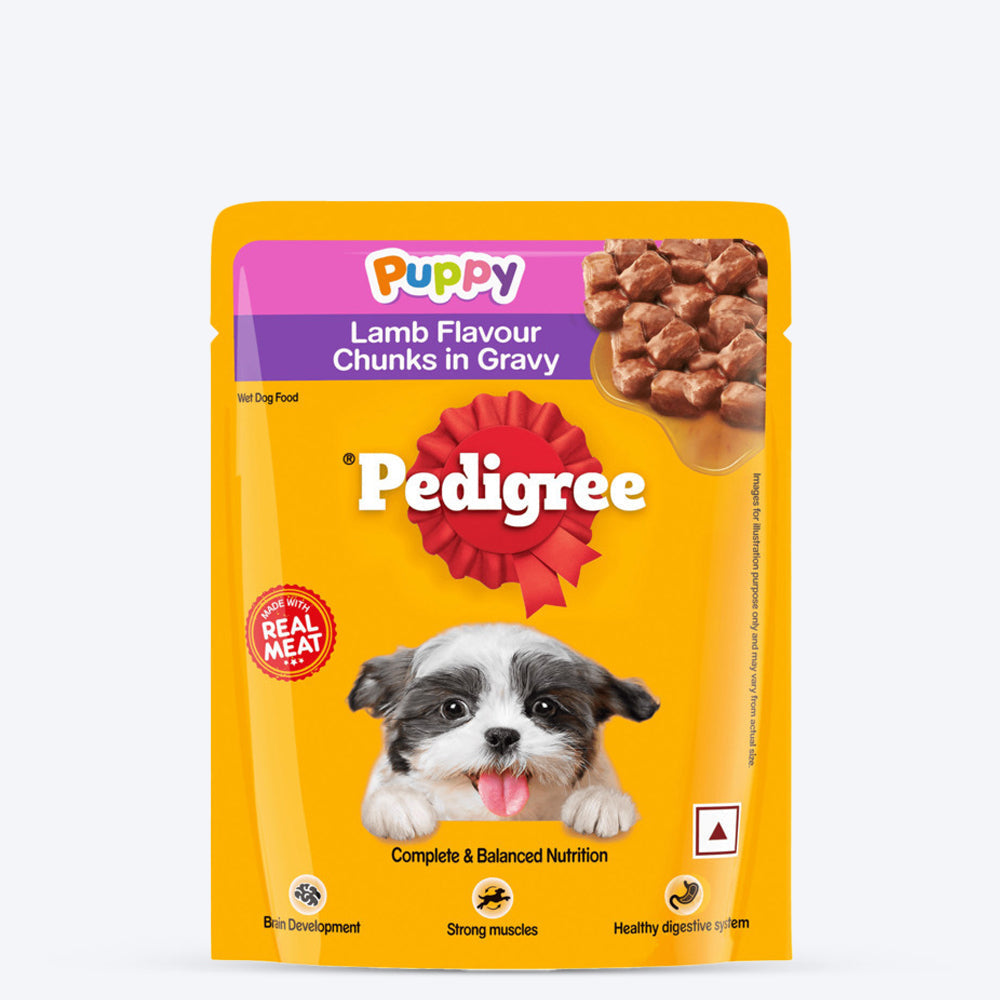 Puppy
Lamb Flavour
Chunks in Gravy
Wet Dog Food
® Pedigree
Images for illustration purpose only and may vary from actual size.
MADE WITH
REAL
MEAT
Complete & Balanced Nutrition
Brain Development
Strong muscles
Healthy digestive system